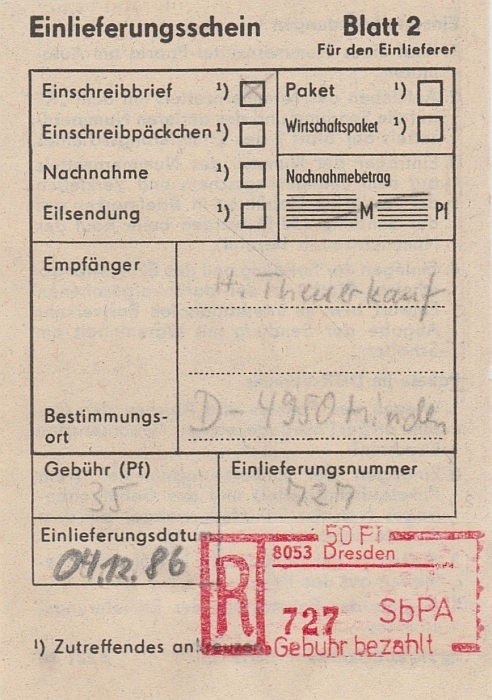 Einlieferungsschein Blatt 2
Für den Einlieferer
Einschreibbrief ¹) Paket ¹)
Einschreibpäckchen ¹) Wirtschaftspaket ¹)
Nachnahme ¹) Nachnahmebetrag
Eilsendung ¹) M Pf
Empfänger H. Theuerkauf
Bestimmungs-
ort D-4950 Minden
Gebühr (Pf) Einlieferungsnummer
35 727
Einlieferungsdatum
04.12.86
50 Pf
8053 Dresden
R 727 SbPA
Gebühr bezahlt
¹) Zutreffendes ankreuzen